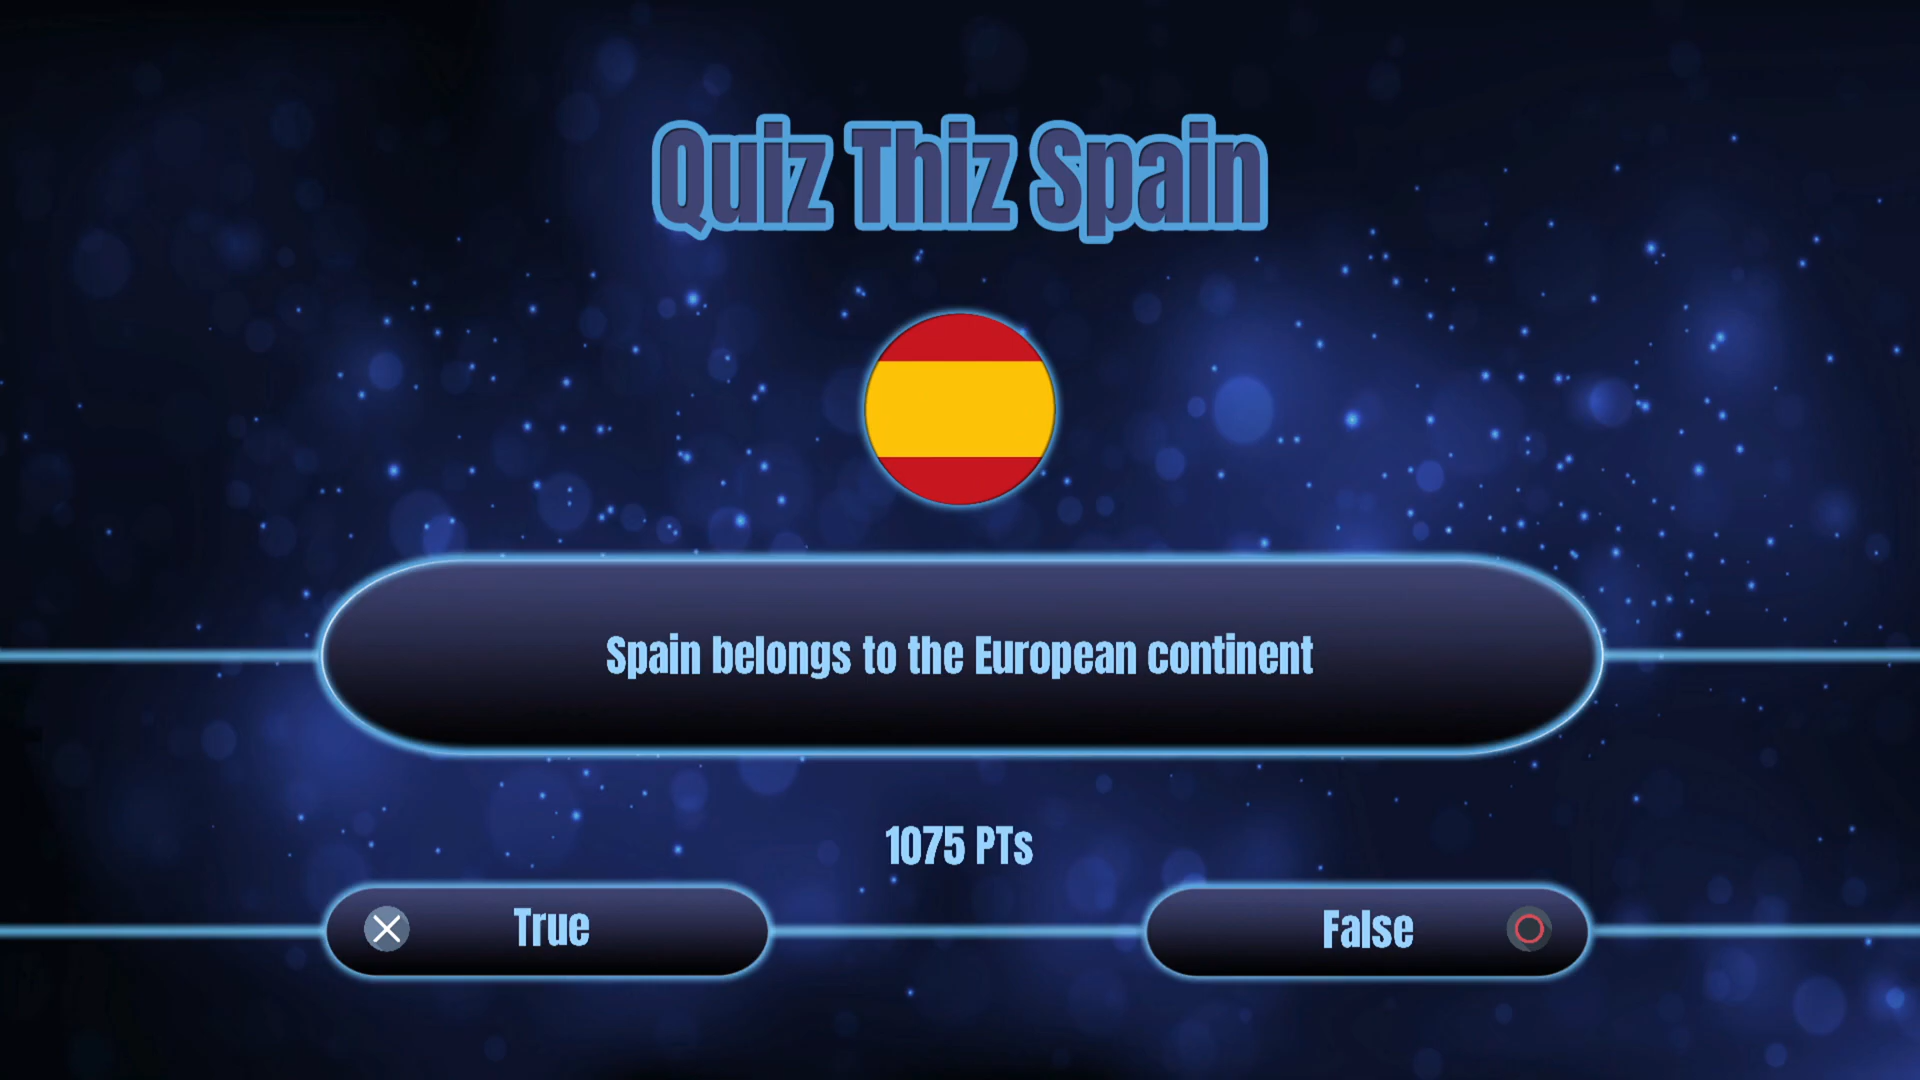 Quiz Thiz Spain
Spain belongs to the European continent
1075 PTs
True
False